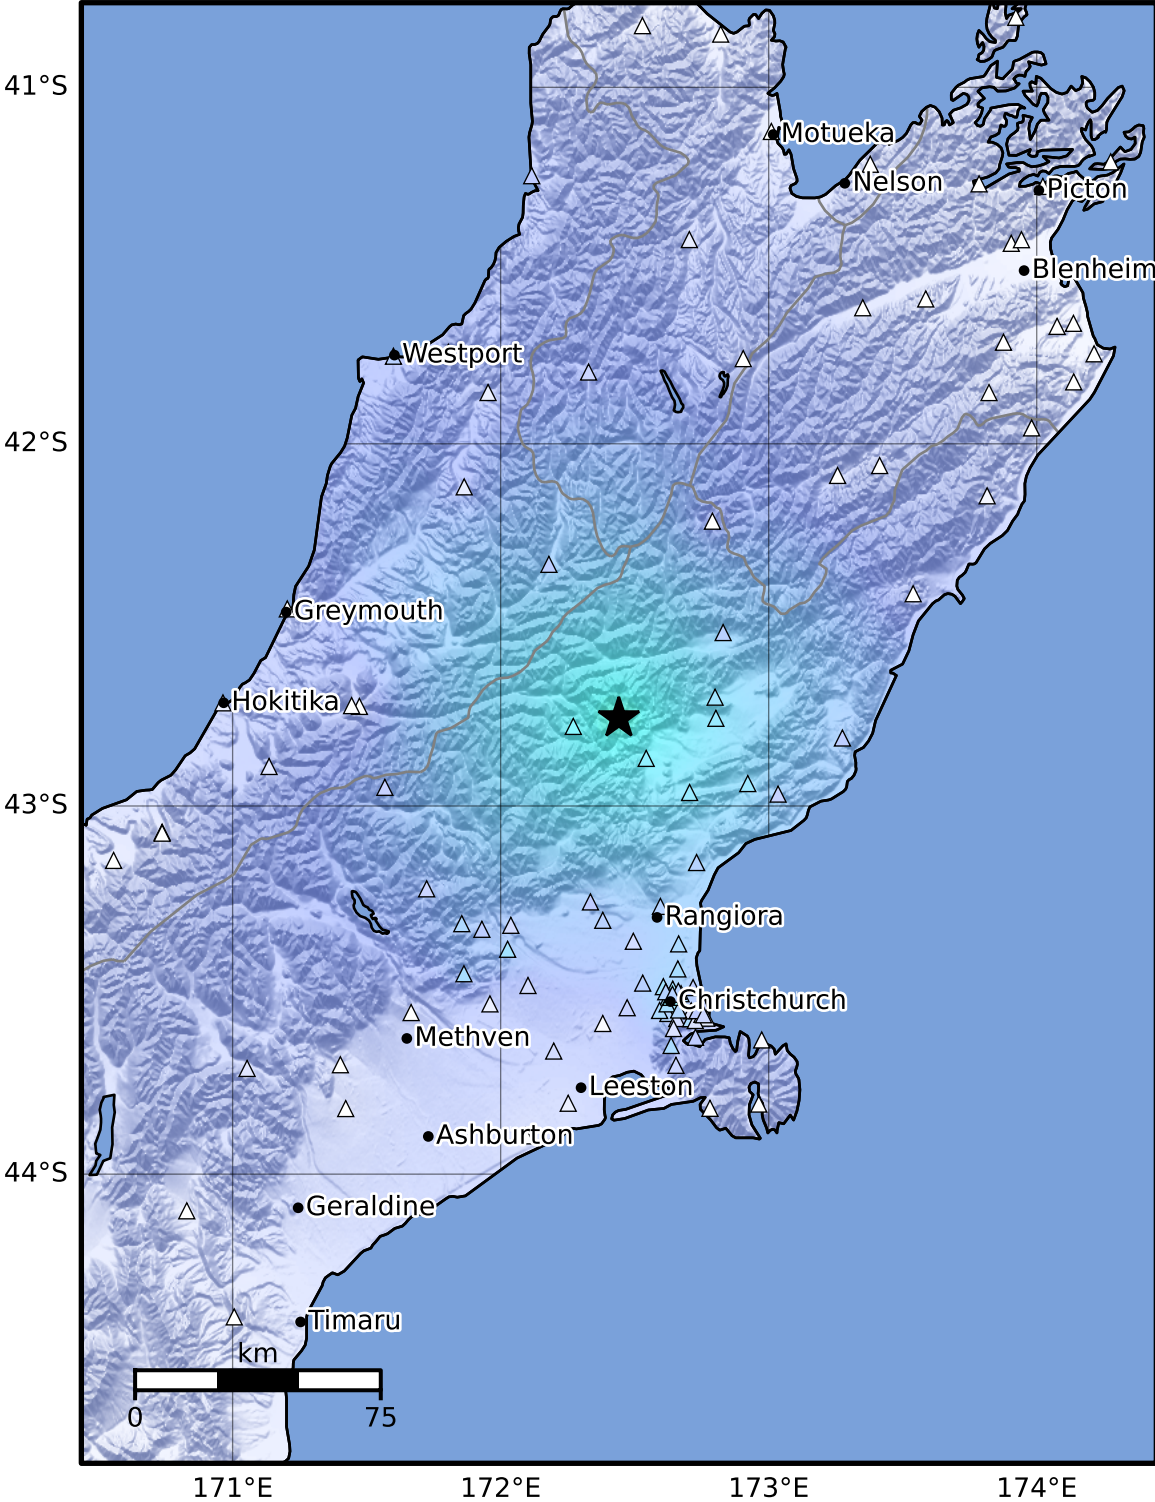 41°S
Motueka
Nelson
Picton
Blenheim
Westport
42°S
Greymouth
Hokitika
43°S
Rangiora
Christchurch
Methven
Leeston
Ashburton
44°S
Geraldine
Timaru
km
0 75
171°E 172°E 173°E 174°E